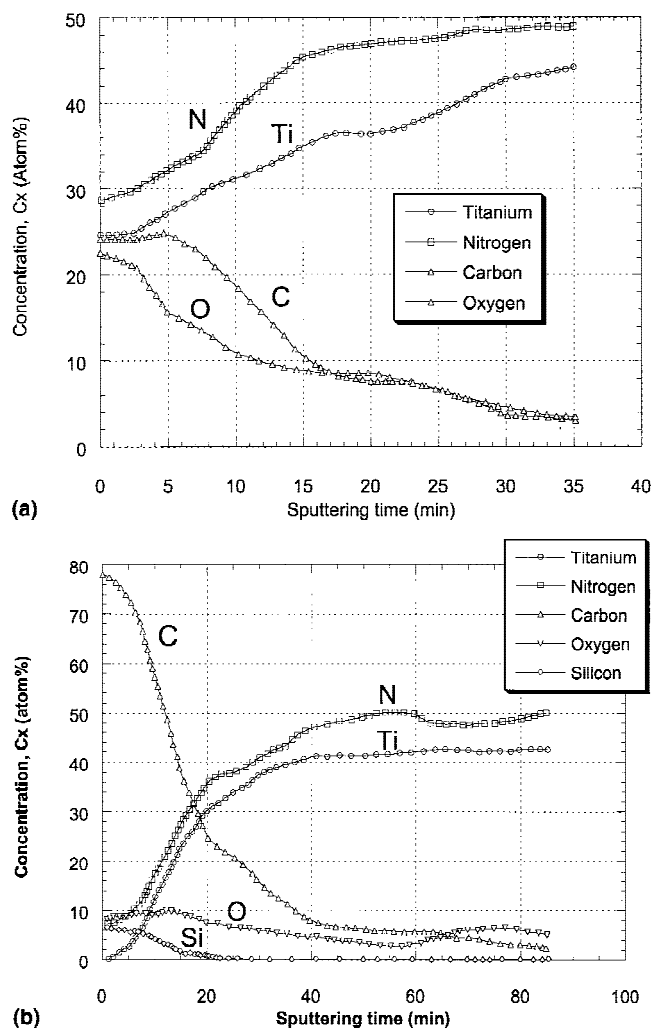 50
40
30
20
10
0
Concentration, Cx (Atom%)
N
Ti
C
O
Titanium
Nitrogen
Carbon
Oxygen
0 5 10 15 20 25 30 35 40
(a)
Sputtering time (min)
80
70
60
50
40
30
20
10
0
Concentration, Cx (atom%)
Titanium
Nitrogen
Carbon
Oxygen
Silicon
C
N
Ti
O
Si
0 20 40 60 80 100
(b)
Sputtering time (min)